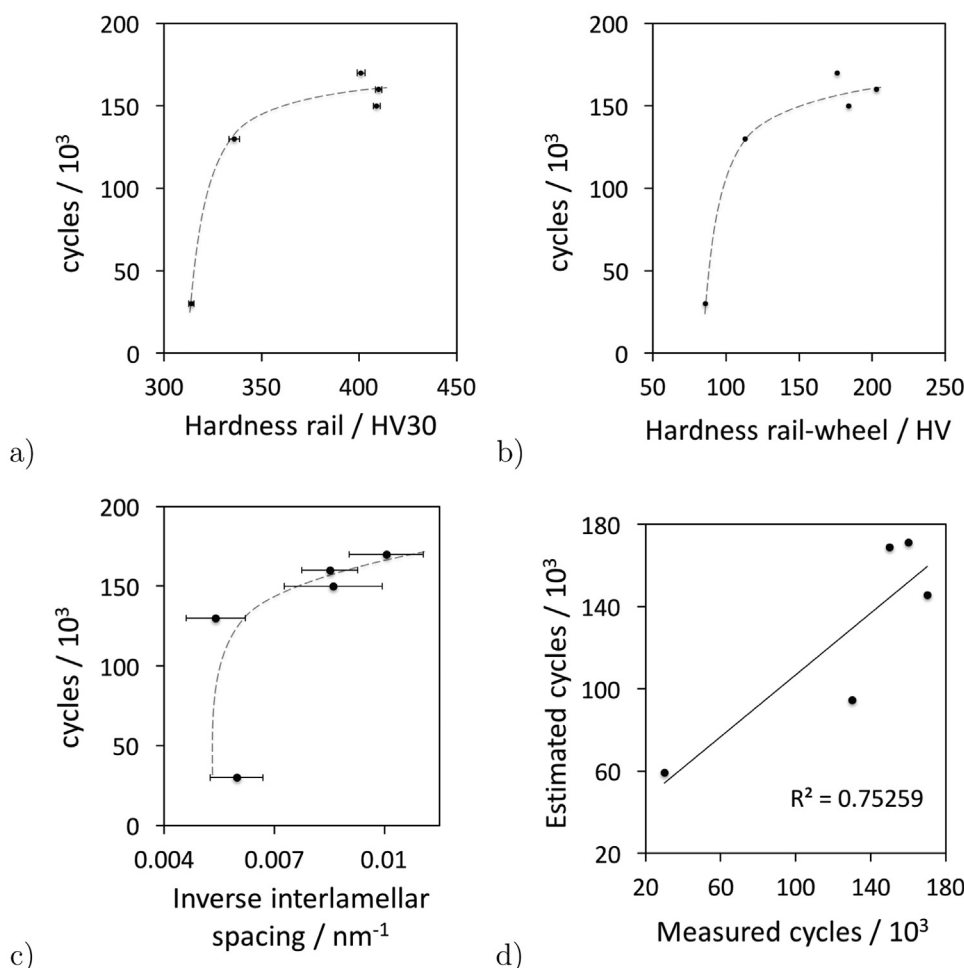 200
150
100
50
0
cycles / 10³
300 350 400 450
Hardness rail / HV30
a)
200
150
100
50
0
cycles / 10³
50 100 150 200 250
Hardness rail-wheel / HV
b)
200
150
100
50
0
cycles / 10³
0.004 0.007 0.01
Inverse interlamellar
spacing / nm⁻¹
c)
180
140
100
60
20
Estimated cycles / 10³
R² = 0.75259
20 60 100 140 180
Measured cycles / 10³
d)